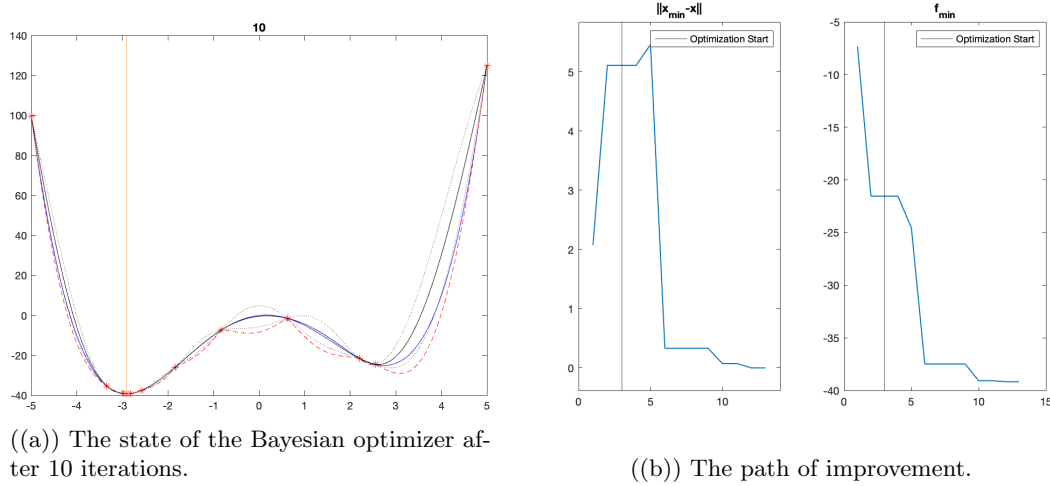 10
140
120
100
80
60
40
20
0
-20
-40
-5 -4 -3 -2 -1 0 1 2 3 4 5
((a)) The state of the Bayesian optimizer af-
ter 10 iterations.
||x_min-x||
Optimization Start
5
4
3
2
1
0
0 5 10 15
f_min
Optimization Start
-5
-10
-15
-20
-25
-30
-35
-40
0 5 10 15
((b)) The path of improvement.